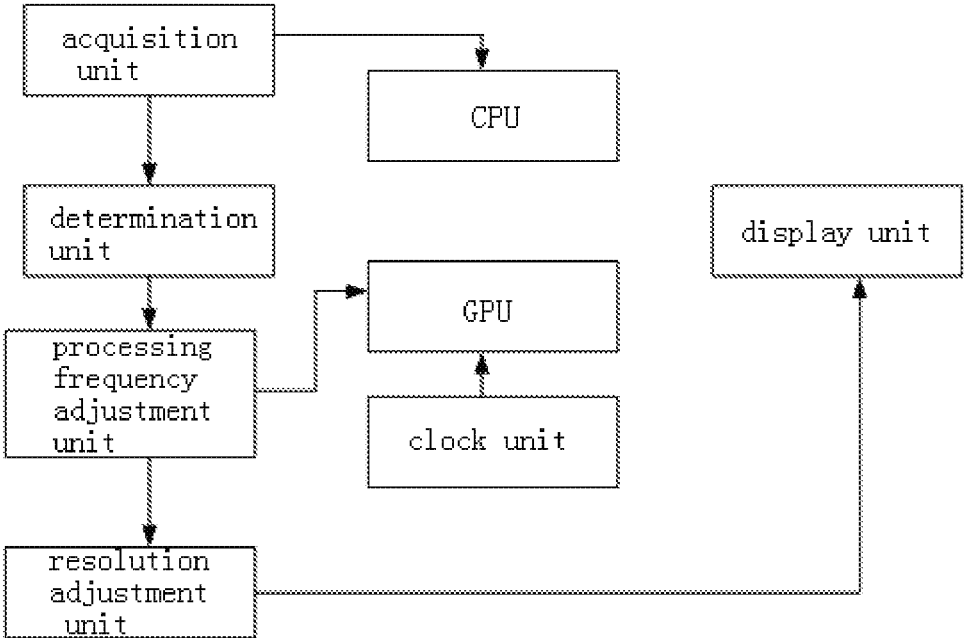 acquisition
unit
CPU
determination
unit
display unit
GPU
processing
frequency
adjustment
unit
clock unit
resolution
adjustment
unit